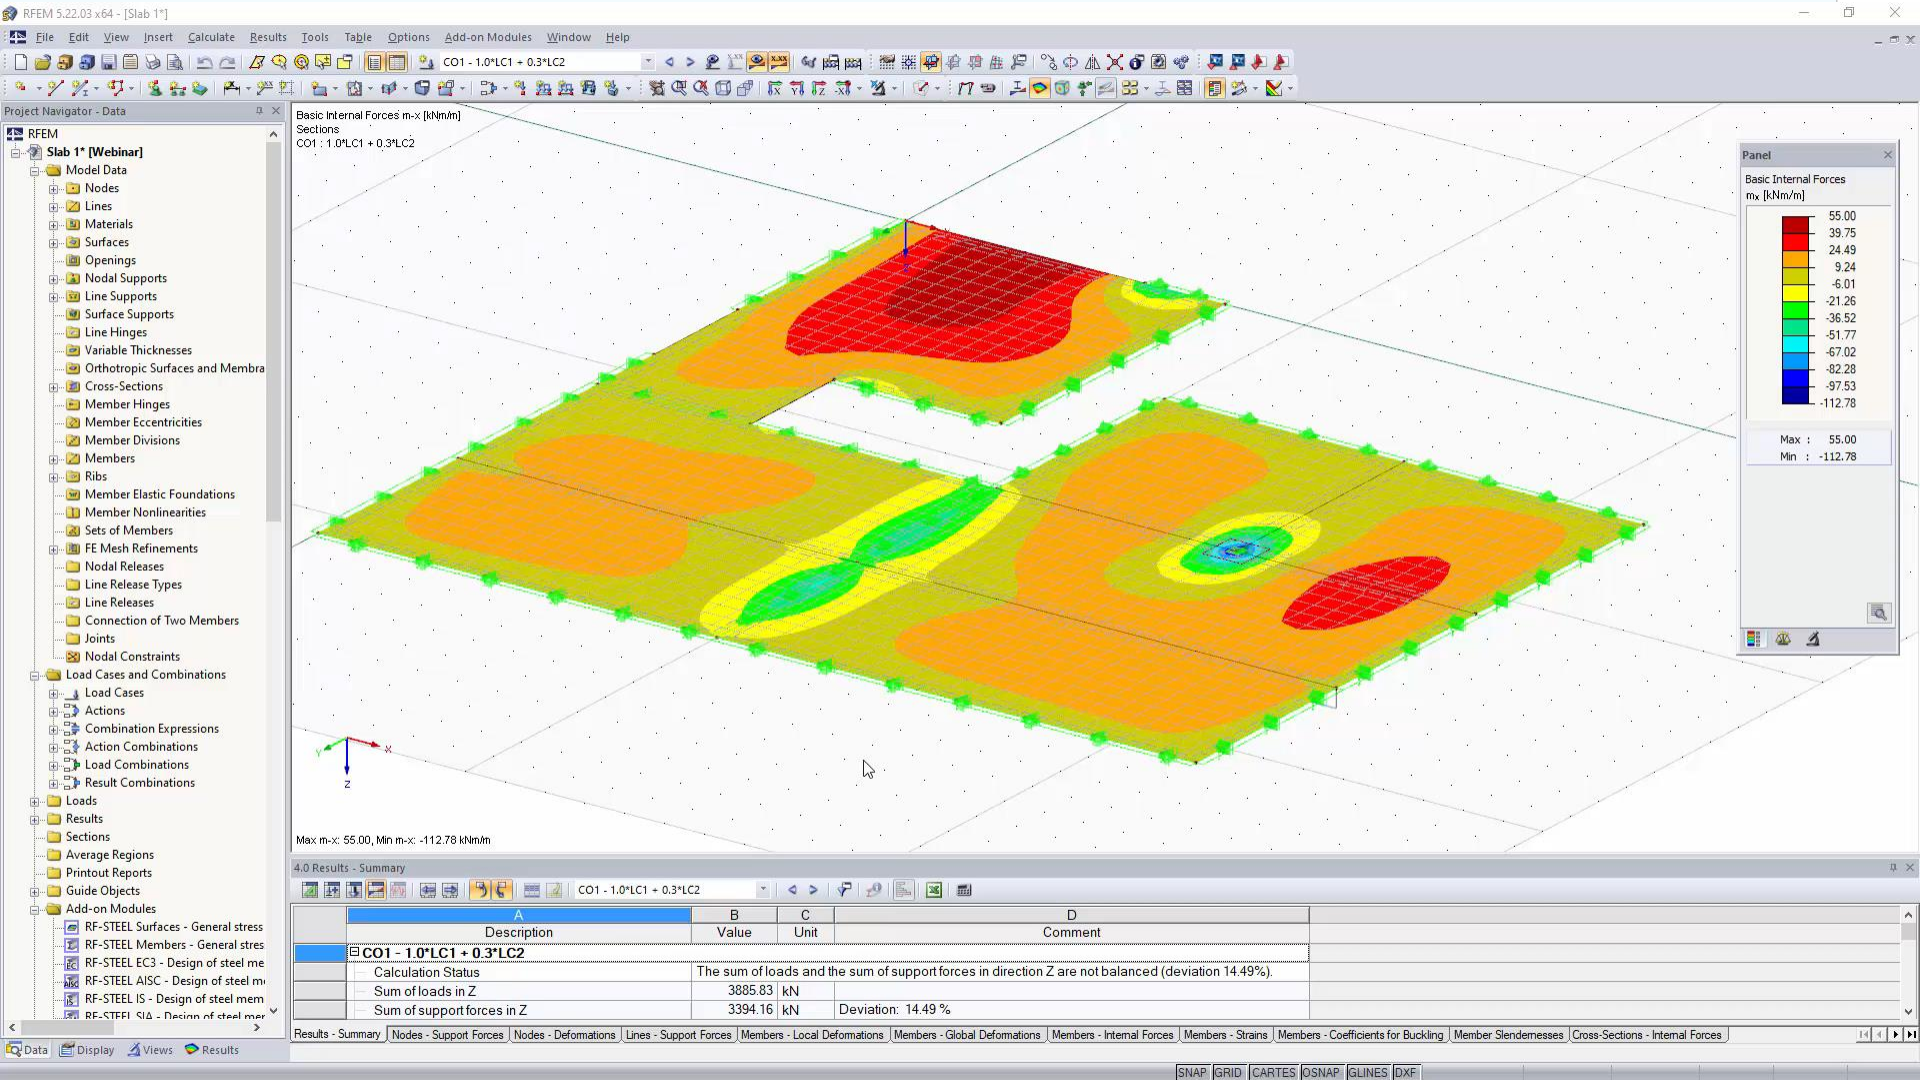 RFEM 5.22.03 x64 - [Slab 1*]
File Edit View Insert Calculate Results Tools Table Options Add-on Modules Window Help
CO1 - 1.0*LC1 + 0.3*LC2
Project Navigator - Data
RFEM
Slab 1* [Webinar]
Model Data
Nodes
Lines
Materials
Surfaces
Openings
Nodal Supports
Line Supports
Surface Supports
Line Hinges
Variable Thicknesses
Orthotropic Surfaces and Membra
Cross-Sections
Member Hinges
Member Eccentricities
Member Divisions
Members
Ribs
Member Elastic Foundations
Member Nonlinearities
Sets of Members
FE Mesh Refinements
Nodal Releases
Line Release Types
Line Releases
Connection of Two Members
Joints
Nodal Constraints
Load Cases and Combinations
Load Cases
Actions
Combination Expressions
Action Combinations
Load Combinations
Result Combinations
Loads
Results
Sections
Average Regions
Printout Reports
Guide Objects
Add-on Modules
RF-STEEL Surfaces - General stress
RF-STEEL Members - General stres
RF-STEEL EC3 - Design of steel me
RF-STEEL AISC - Design of steel me
RF-STEEL IS - Design of steel mem
RF-STEEL SIA - Design of steel mer
Data Display Views Results
Basic Internal Forces m-x [kNm/m]
Sections
CO1 : 1.0*LC1 + 0.3*LC2
X
Y
Z
Max m-x: 55.00, Min m-x: -112.78 kNm/m
Panel
Basic Internal Forces
mx [kNm/m]
55.00
39.75
24.49
9.24
-6.01
-21.26
-36.52
-51.77
-67.02
-82.28
-97.53
-112.78
Max : 55.00
Min : -112.78
4.0 Results - Summary
CO1 - 1.0*LC1 + 0.3*LC2
A B C D
Description Value Unit Comment
CO1 - 1.0*LC1 + 0.3*LC2
Calculation Status The sum of loads and the sum of support forces in direction Z are not balanced (deviation 14.49%).
Sum of loads in Z 3885.83 kN
Sum of support forces in Z 3394.16 kN Deviation: 14.49 %
Results - Summary Nodes - Support Forces Nodes - Deformations Lines - Support Forces Members - Local Deformations Members - Global Deformations Members - Internal Forces Members - Strains Members - Coefficients for Buckling Member Slendernesses Cross-Sections - Internal Forces
SNAP GRID CARTES OSNAP GLINES DXF